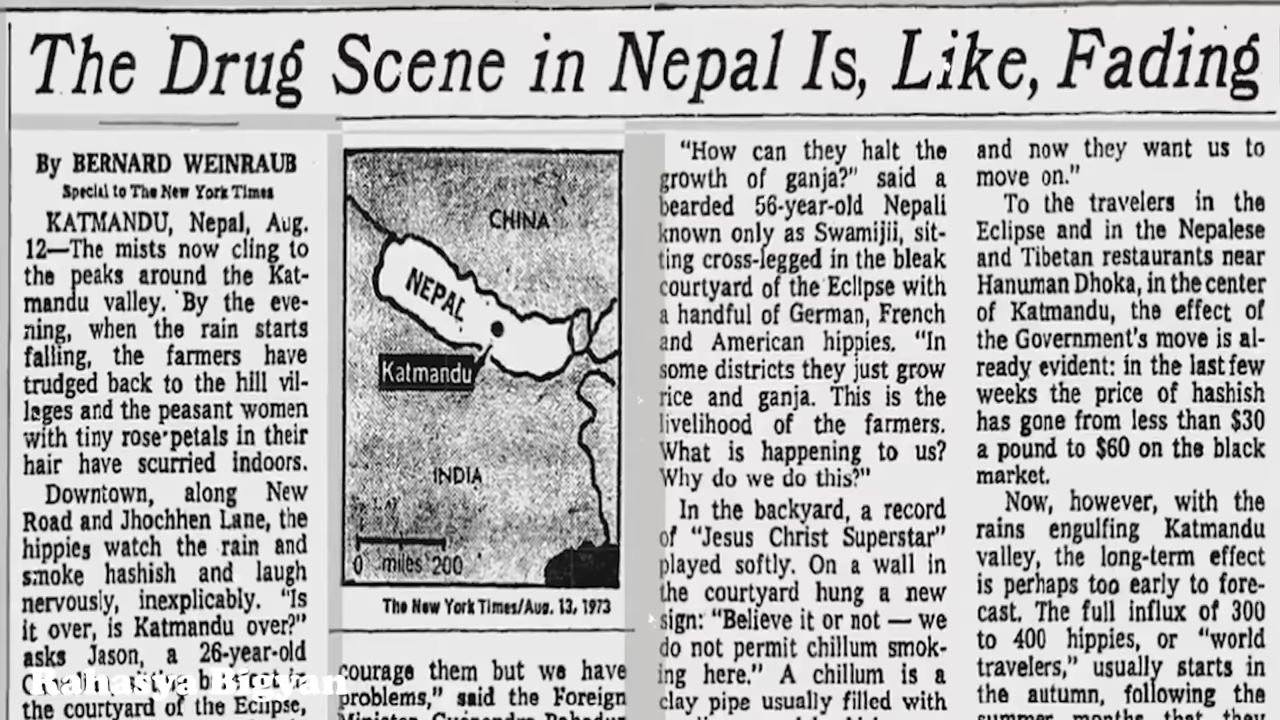 The Drug Scene in Nepal Is, Like, Fading
By BERNARD WEINRAUB
Special to The New York Times
KATMANDU, Nepal, Aug.
12—The mists now cling to
the peaks around the Kat-
mandu valley. By the eve-
ning, when the rain starts
falling, the farmers have
trudged back to the hill vil-
lages and the peasant women
with tiny rose petals in their
hair have scurried indoors.
Downtown, along New
Road and Jhochhen Lane, the
hippies watch the rain and
smoke hashish and laugh
nervously, inexplicably. "Is
it over, is Katmandu over?"
asks Jason, a 26-year-old
Rahasya Bigyan
the courtyard of the Eclipse,
CHINA
NEPAL
Katmandu
INDIA
0 miles 200
The New York Times/Aug. 13, 1973
courage them but we have
problems," said the Foreign
"How can they halt the
growth of ganja?" said a
bearded 56-year-old Nepali
known only as Swamijii, sit-
ting cross-legged in the bleak
courtyard of the Eclipse with
a handful of German, French
and American hippies. "In
some districts they just grow
rice and ganja. This is the
livelihood of the farmers.
What is happening to us?
Why do we do this?"
In the backyard, a record
of "Jesus Christ Superstar"
played softly. On a wall in
the courtyard hung a new
sign: "Believe it or not — we
do not permit chillum smok-
ing here." A chillum is a
clay pipe usually filled with
and now they want us to
move on."
To the travelers in the
Eclipse and in the Nepalese
and Tibetan restaurants near
Hanuman Dhoka, in the center
of Katmandu, the effect of
the Government's move is al-
ready evident: in the last few
weeks the price of hashish
has gone from less than $30
a pound to $60 on the black
market.
Now, however, with the
rains engulfing Katmandu
valley, the long-term effect
is perhaps too early to fore-
cast. The full influx of 300
to 400 hippies, or "world
travelers," usually starts in
the autumn, following the